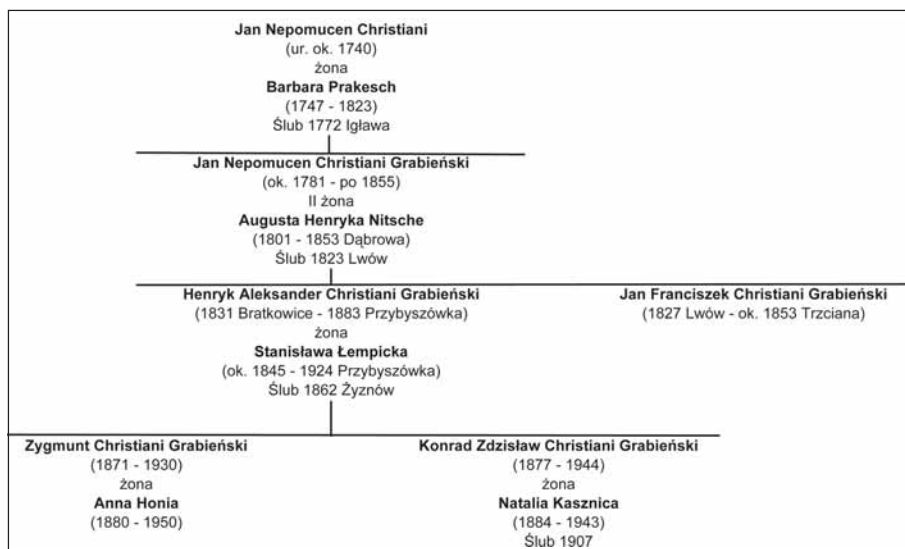 Jan Nepomucen Christiani
(ur. ok. 1740)
żona
Barbara Prakesch
(1747 - 1823)
Ślub 1772 Igława
Jan Nepomucen Christiani Grabieński
(ok. 1781 - po 1855)
II żona
Augusta Henryka Nitsche
(1801 - 1853 Dąbrowa)
Ślub 1823 Lwów
Henryk Aleksander Christiani Grabieński
(1831 Bratkowice - 1883 Przybyszówka)
żona
Stanisława Łempicka
(ok. 1845 - 1924 Przybyszówka)
Ślub 1862 Żyznów
Jan Franciszek Christiani Grabieński
(1827 Lwów - ok. 1853 Trzciana)
Zygmunt Christiani Grabieński
(1871 - 1930)
żona
Anna Honia
(1880 - 1950)
Konrad Zdzisław Christiani Grabieński
(1877 - 1944)
żona
Natalia Kasznica
(1884 - 1943)
Ślub 1907